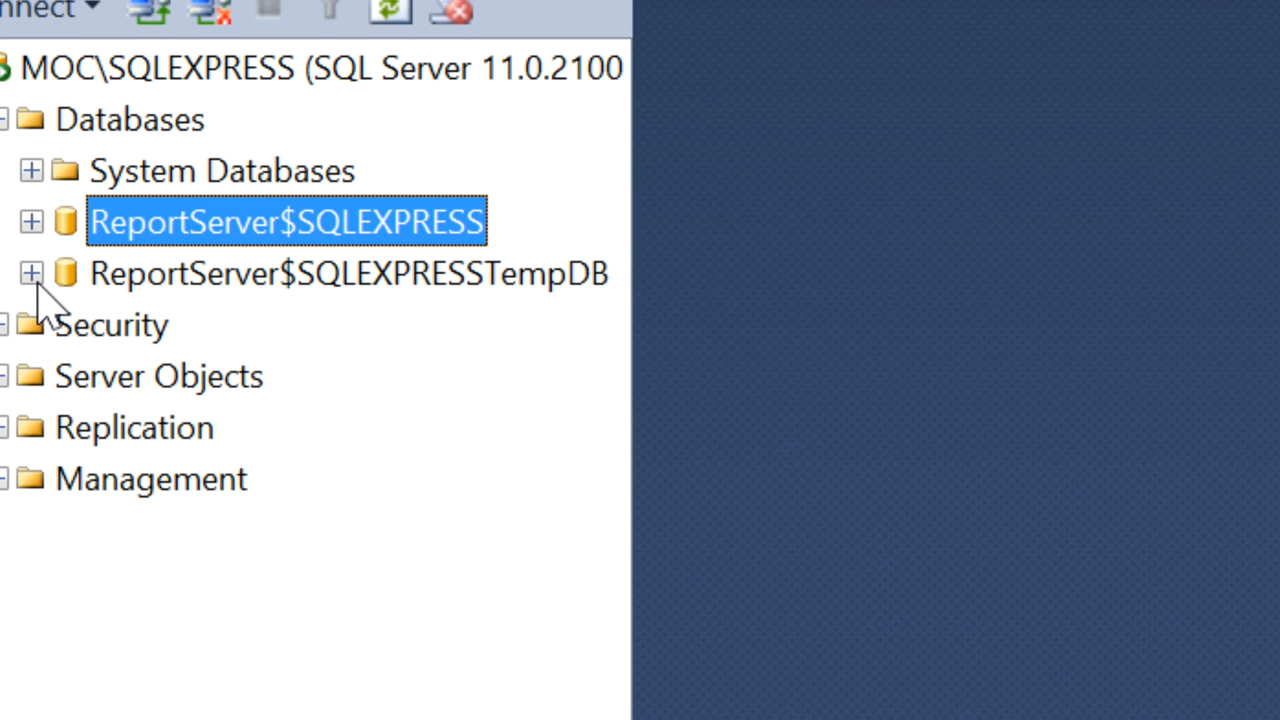 nnect
MOC\SQLEXPRESS (SQL Server 11.0.2100
Databases
System Databases
ReportServer$SQLEXPRESS
ReportServer$SQLEXPRESSTempDB
Security
Server Objects
Replication
Management